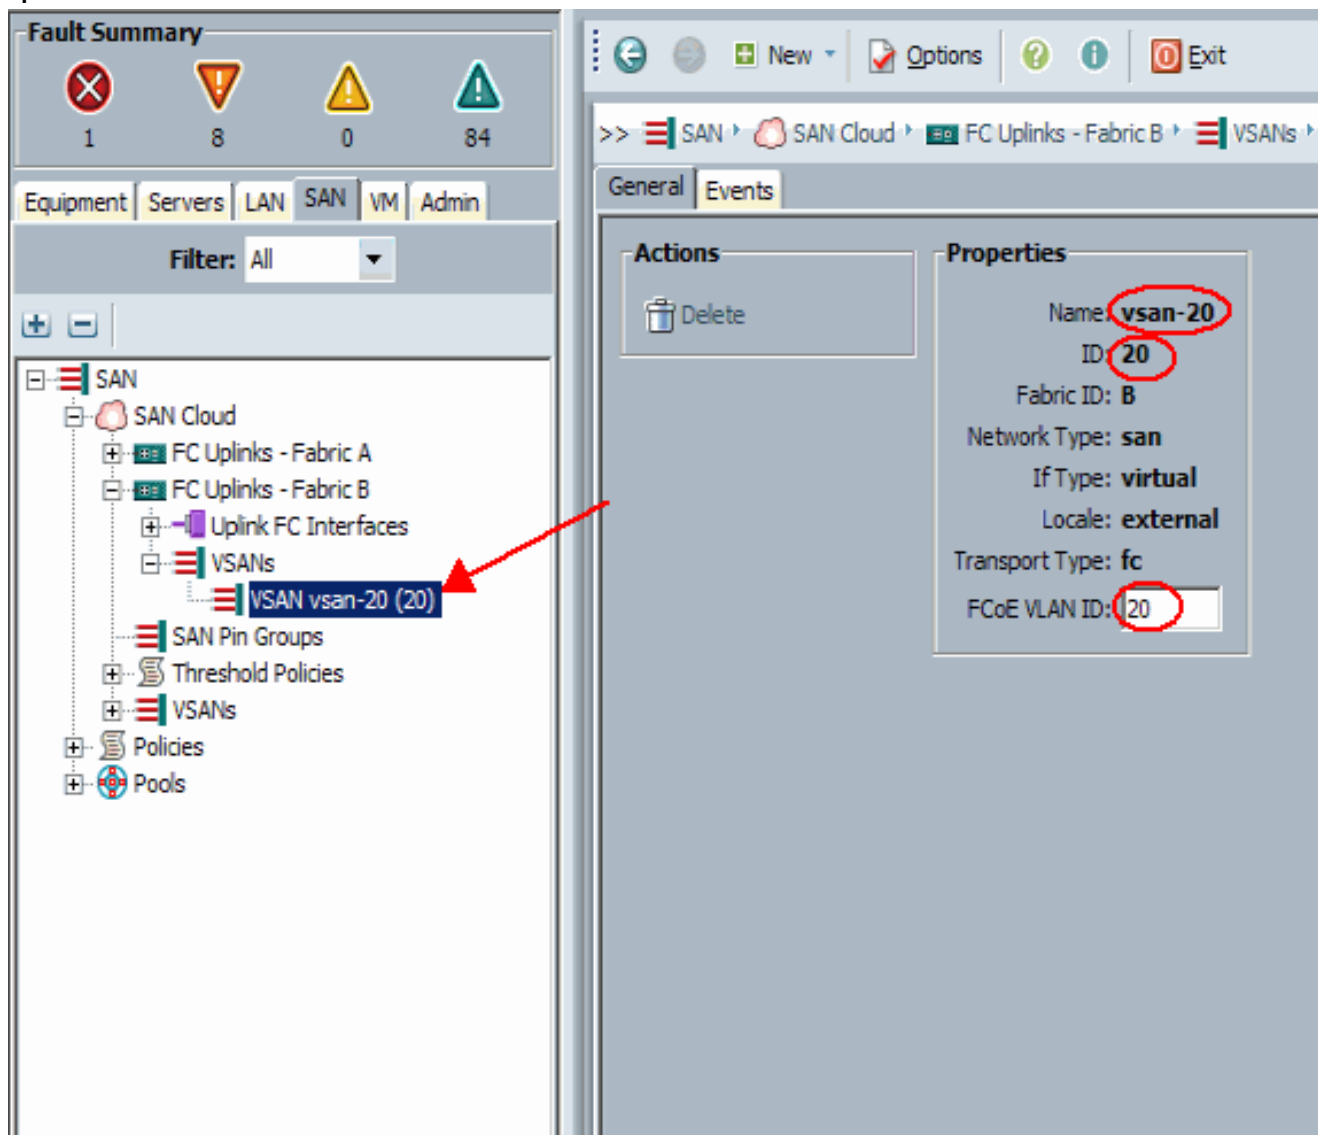 Fault Summary
1 8 0 84
Equipment Servers LAN SAN VM Admin
Filter: All
SAN
SAN Cloud
FC Uplinks - Fabric A
FC Uplinks - Fabric B
Uplink FC Interfaces
VSANs
VSAN vsan-20 (20)
SAN Pin Groups
Threshold Policies
VSANs
Policies
Pools
New Options ? i Exit
>> SAN SAN Cloud FC Uplinks - Fabric B VSANs
General Events
Actions
Delete
Properties
Name: vsan-20
ID: 20
Fabric ID: B
Network Type: san
If Type: virtual
Locale: external
Transport Type: fc
FCoE VLAN ID: 20